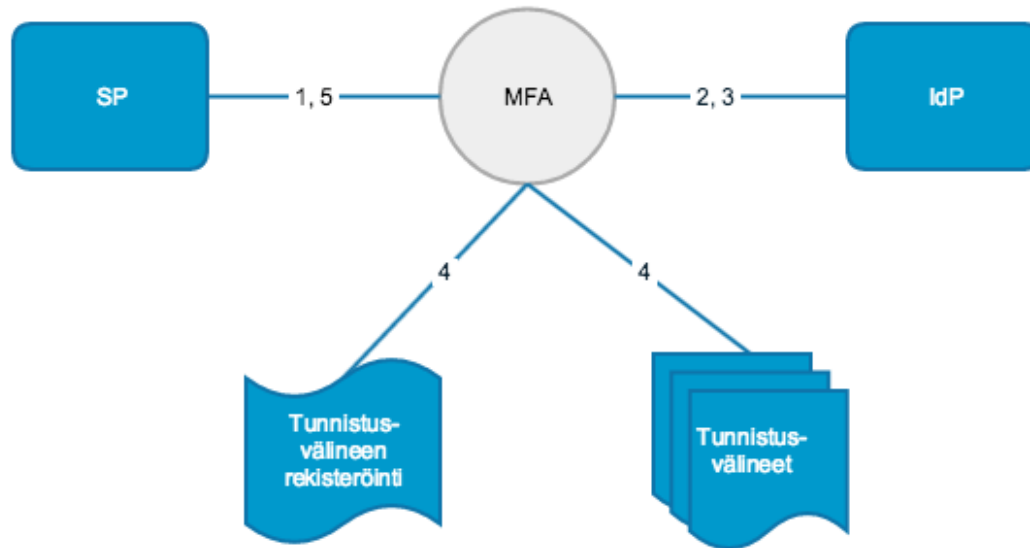 SP
1, 5
MFA
2, 3
IdP
4
4
Tunnistus-
välineen
rekisteröinti
Tunnistus-
välineet